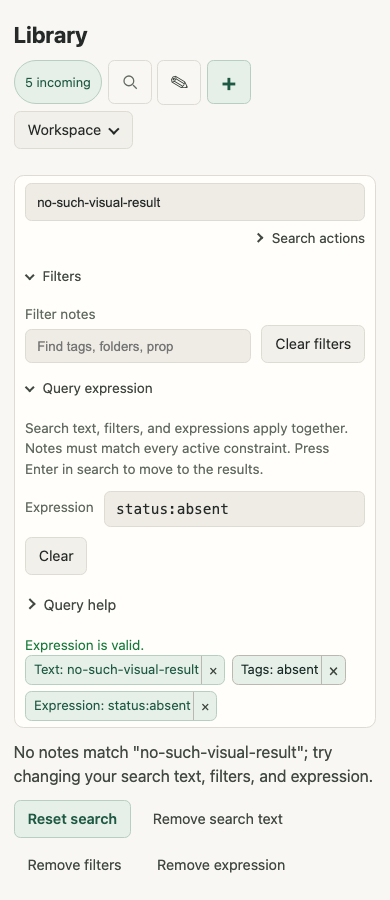 Library
5 incoming
Workspace
no-such-visual-result
Search actions
Filters
Filter notes
Find tags, folders, prop
Clear filters
Query expression
Search text, filters, and expressions apply together.
Notes must match every active constraint. Press
Enter in search to move to the results.
Expression
status:absent
Clear
Query help
Expression is valid.
Text: no-such-visual-result ×
Tags: absent ×
Expression: status:absent ×
No notes match "no-such-visual-result"; try
changing your search text, filters, and expression.
Reset search
Remove search text
Remove filters
Remove expression